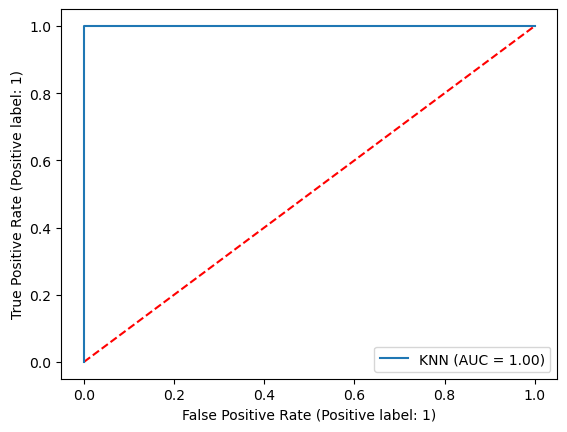 1.0
0.8
0.6
0.4
0.2
0.0
True Positive Rate (Positive label: 1)
KNN (AUC = 1.00)
0.0 0.2 0.4 0.6 0.8 1.0
False Positive Rate (Positive label: 1)